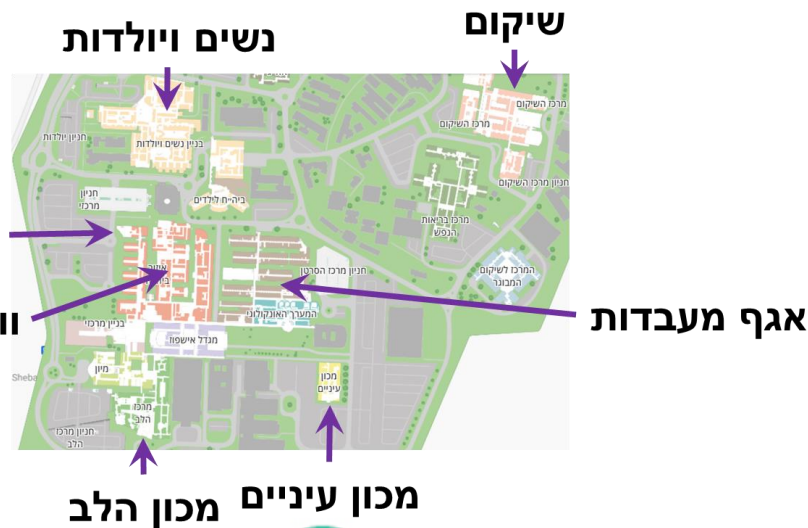 שיקום
נשים ויולדות
מרכז השיקום
מרכז השיקום
חניון יולדות
בניין נשים ויולדות
חניון מרכז השיקום
חניון
מרכזי
ביה-ח לילדים
מרכז בריאות
הנפש
חניון מרכז הסרטן
המרכז לשיקום
המבוגר
אגף מעבדות
המערך האונקולוגי
בניין מרכזי
מגדל אישפוז
מיון
Sheba
מכון
עיניים
מרכז
הלב
חניון מרכז
הלב
מכון עיניים
מכון הלב